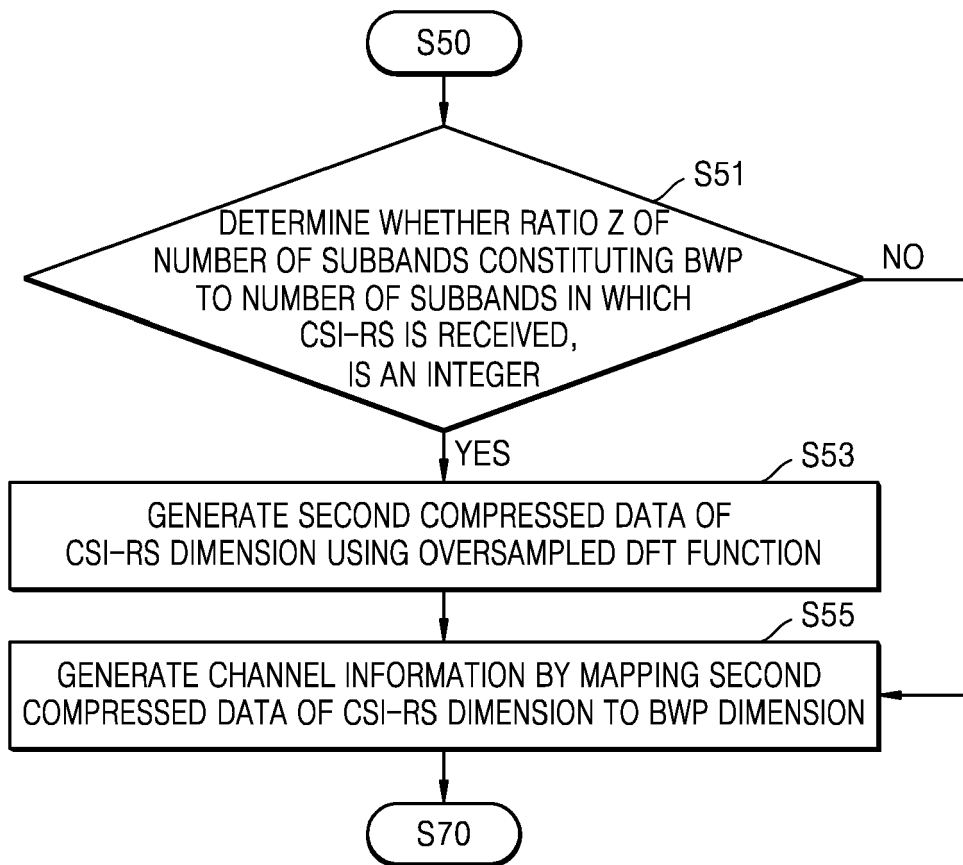 S50
S51
DETERMINE WHETHER RATIO Z OF
NUMBER OF SUBBANDS CONSTITUTING BWP
TO NUMBER OF SUBBANDS IN WHICH
CSI-RS IS RECEIVED,
IS AN INTEGER
NO
YES
S53
GENERATE SECOND COMPRESSED DATA OF
CSI-RS DIMENSION USING OVERSAMPLED DFT FUNCTION
S55
GENERATE CHANNEL INFORMATION BY MAPPING SECOND
COMPRESSED DATA OF CSI-RS DIMENSION TO BWP DIMENSION
S70